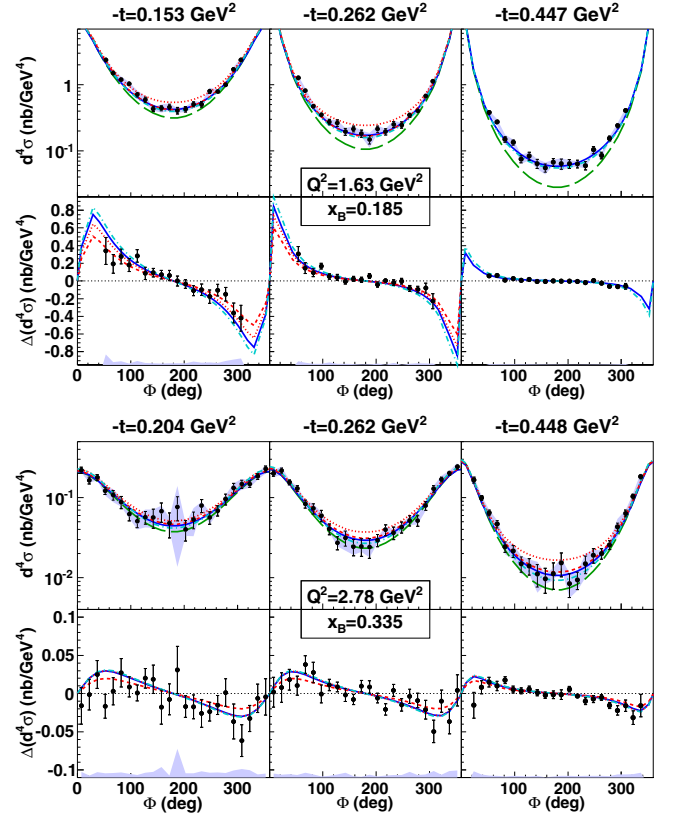 -t=0.153 GeV² -t=0.262 GeV² -t=0.447 GeV²
d⁴σ (nb/GeV⁴)
1
10⁻¹
Q²=1.63 GeV²
x_B=0.185
Δ(d⁴σ) (nb/GeV⁴)
0.8
0.6
0.4
0.2
0
-0.2
-0.4
-0.6
-0.8
0 100 200 300 100 200 300 100 200 300
Φ (deg) Φ (deg) Φ (deg)
-t=0.204 GeV² -t=0.262 GeV² -t=0.448 GeV²
d⁴σ (nb/GeV⁴)
10⁻¹
10⁻²
Q²=2.78 GeV²
x_B=0.335
Δ(d⁴σ) (nb/GeV⁴)
0.1
0.05
0
-0.05
-0.1
0 100 200 300 100 200 300 100 200 300
Φ (deg) Φ (deg) Φ (deg)